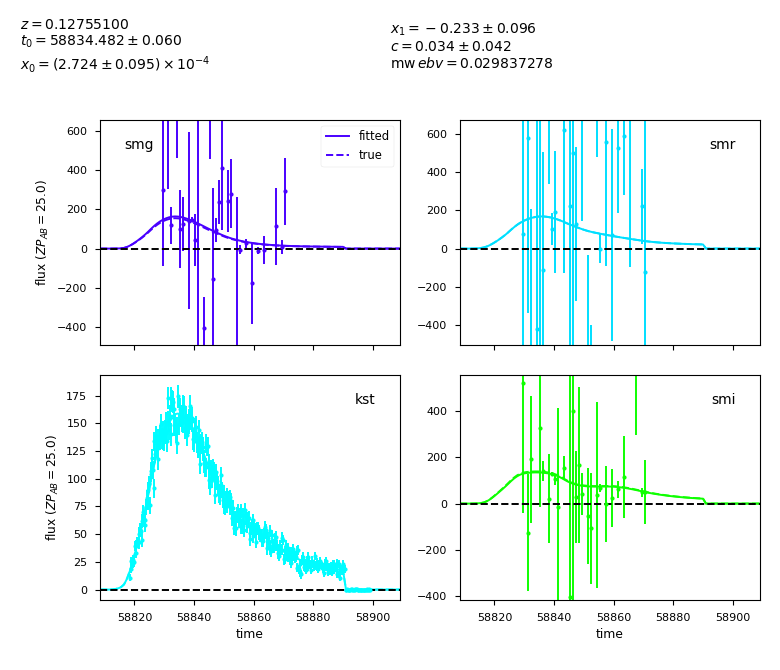 z = 0.12755100
t₀ = 58834.482 ± 0.060
x₀ = (2.724 ± 0.095) × 10⁻⁴
x₁ = −0.233 ± 0.096
c = 0.034 ± 0.042
mw ebv = 0.029837278
smg
fitted
true
600
400
200
0
−200
−400
flux (ZP_AB = 25.0)
smr
600
400
200
0
−200
−400
kst
175
150
125
100
75
50
25
0
flux (ZP_AB = 25.0)
58820 58840 58860 58880 58900
time
smi
400
200
0
−200
−400
58820 58840 58860 58880 58900
time